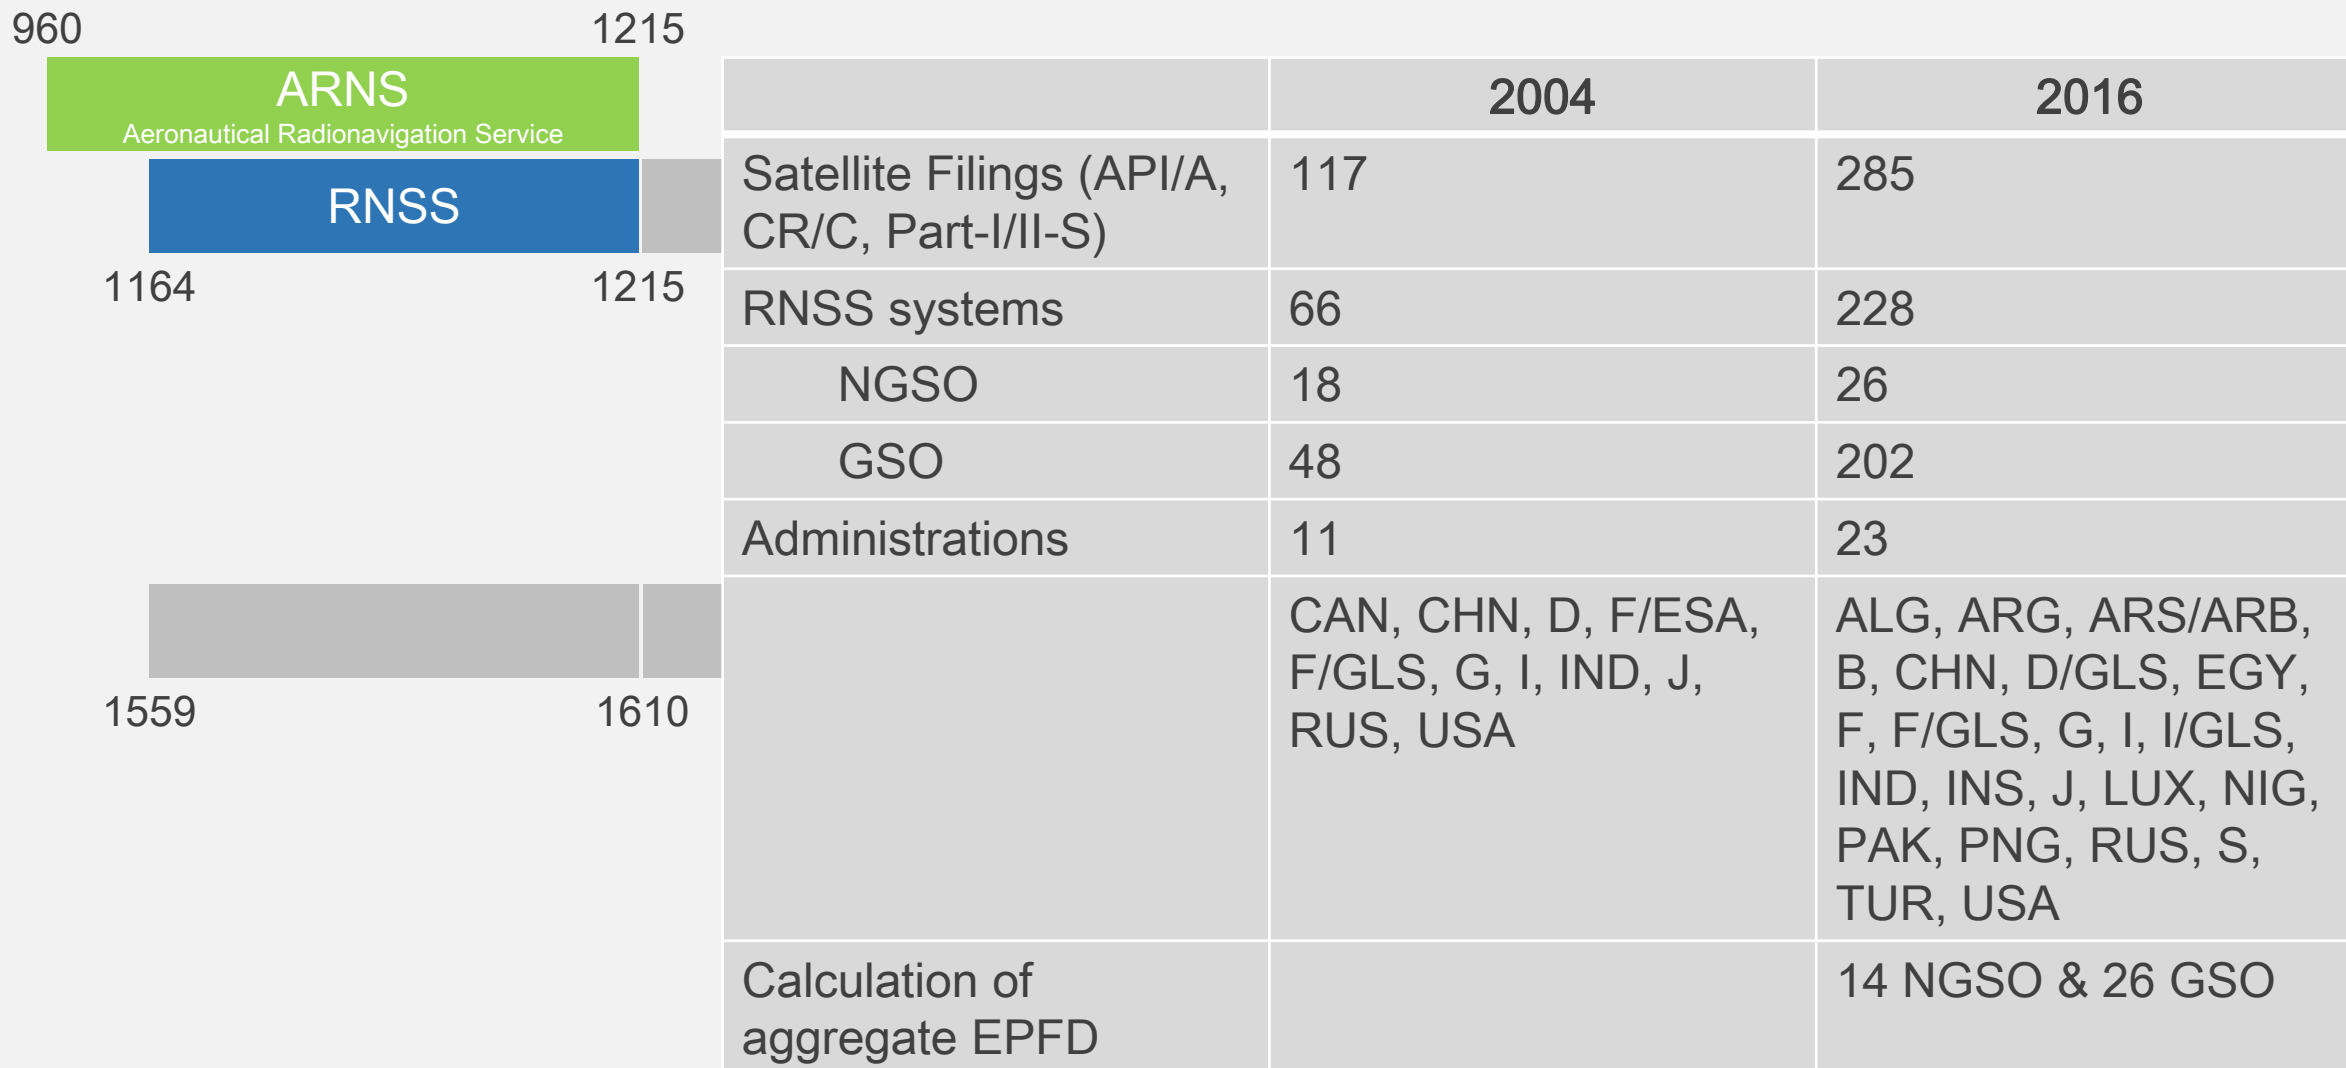 960 1215
ARNS
Aeronautical Radionavigation Service
RNSS
1164 1215
1559 1610
2004 2016
Satellite Filings (API/A, 117 285
CR/C, Part-I/II-S)
RNSS systems 66 228
NGSO 18 26
GSO 48 202
Administrations 11 23
CAN, CHN, D, F/ESA,
F/GLS, G, I, IND, J,
RUS, USA
ALG, ARG, ARS/ARB,
B, CHN, D/GLS, EGY,
F, F/GLS, G, I, I/GLS,
IND, INS, J, LUX, NIG,
PAK, PNG, RUS, S,
TUR, USA
Calculation of 14 NGSO & 26 GSO
aggregate EPFD